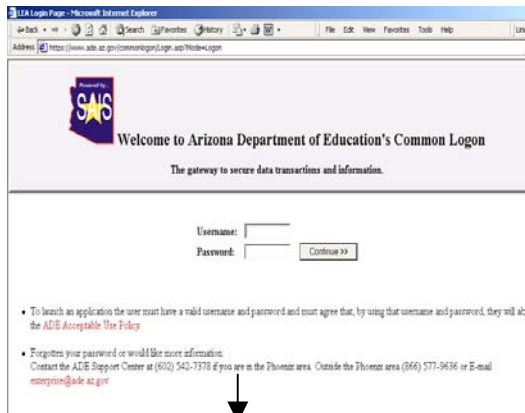 LEA Login Page - Microsoft Internet Explorer
Back Search Favorites History File Edit View Favorites Tools Help
Address https://www.ade.az.gov/commonlogon/Login.asp?Mode=Logon
Powered by...
SAIS
Welcome to Arizona Department of Education's Common Logon
The gateway to secure data transactions and information.
Username:
Password: Continue >>
• To launch an application the user must have a valid username and password and must agree that, by using that username and password, they will ab
the ADE Acceptable Use Policy
• Forgotten your password or would like more information:
Contact the ADE Support Center at (602) 542-7378 if you are in the Phoenix area. Outside the Phoenix area (866) 577-9636 or E-mail
enterprise@ade.az.gov